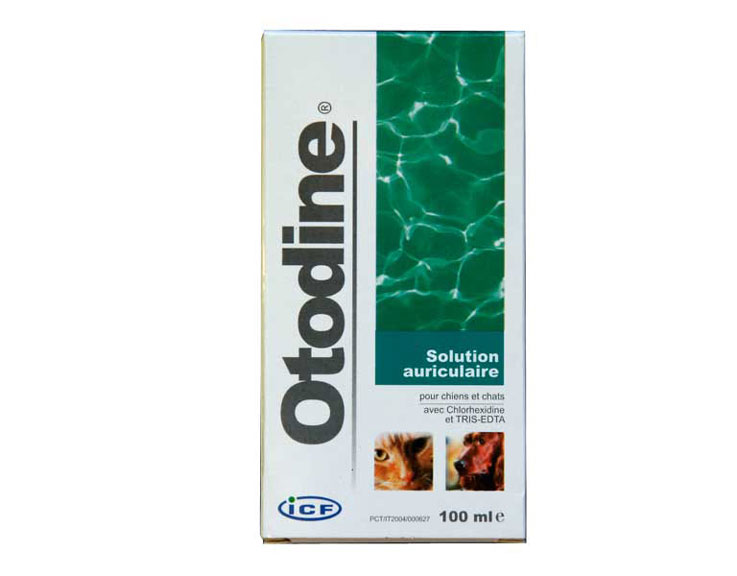 Otodine®
Solution
auriculaire
pour chiens et chats
avec Chlorhexidine
et TRIS-EDTA
iCF
PCT/IT2004/000627
100 ml e